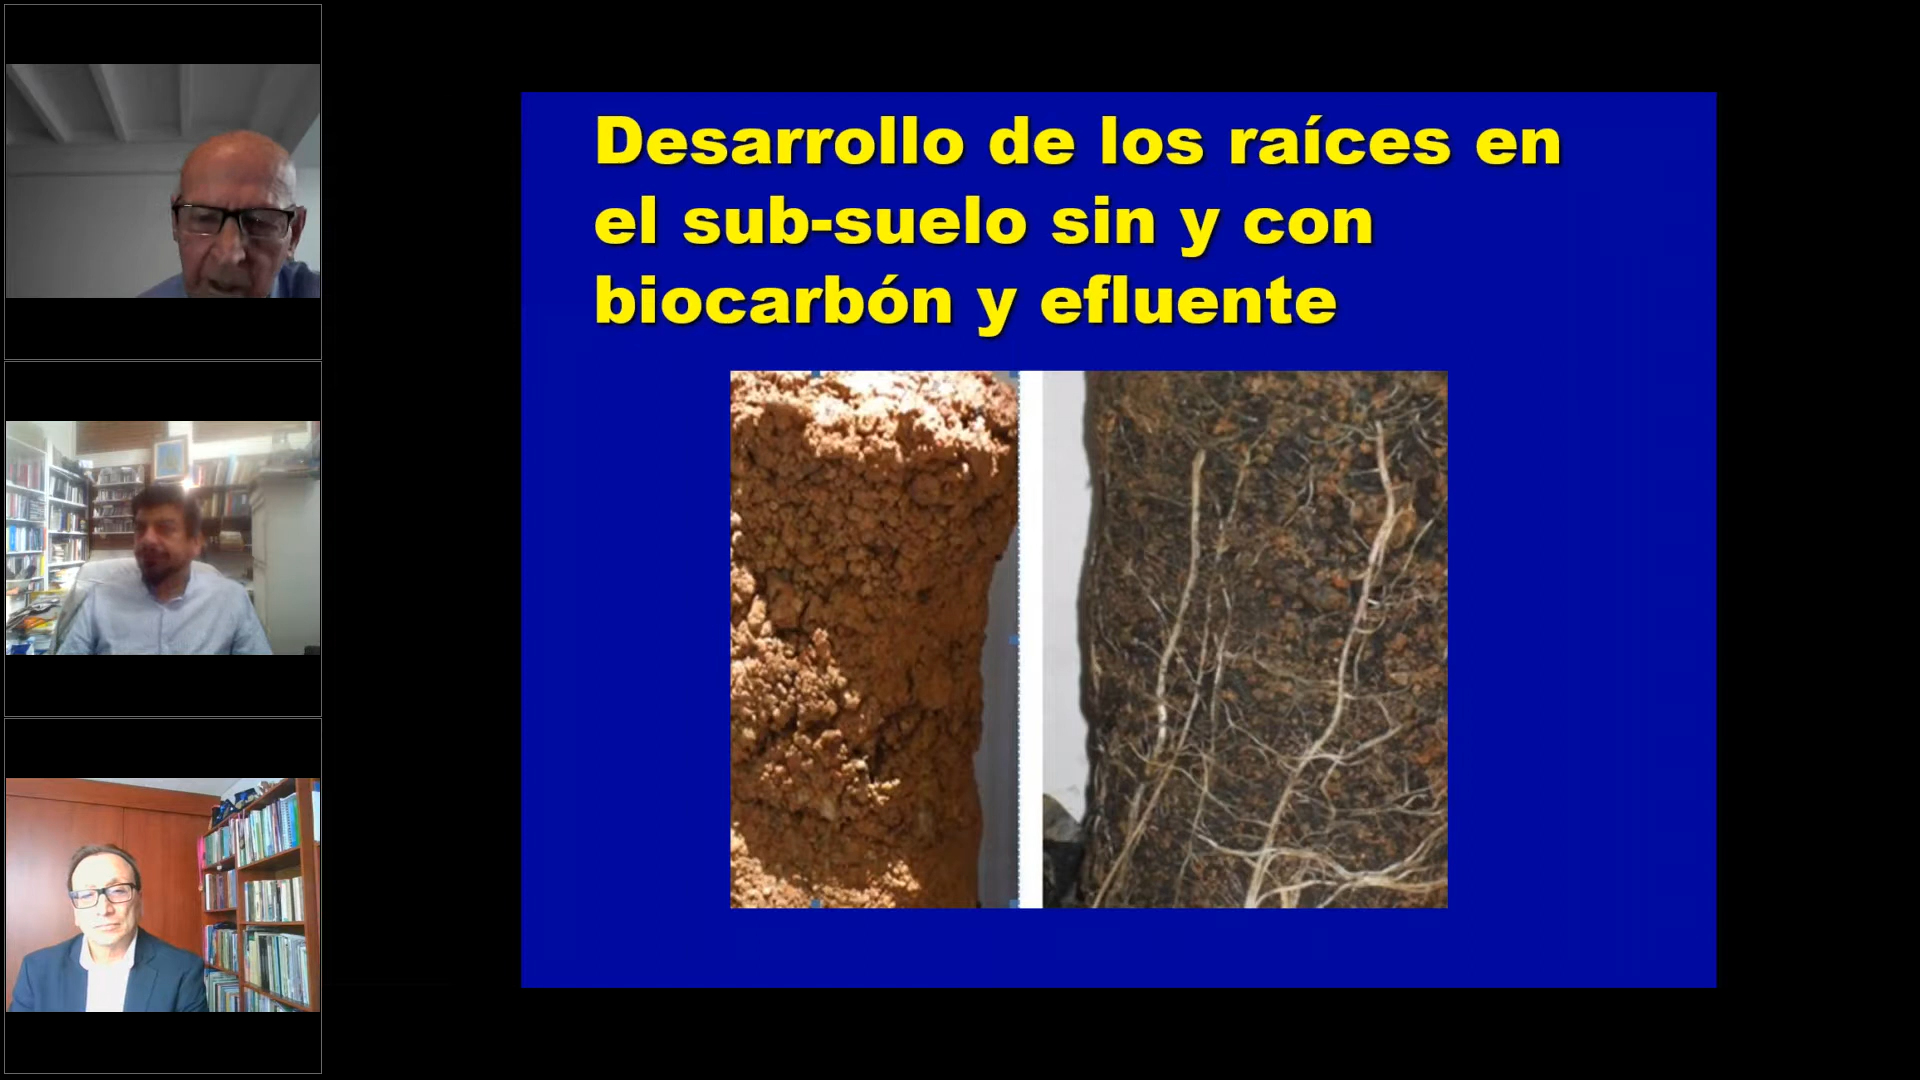 Desarrollo de los raíces en
el sub-suelo sin y con
biocarbón y efluente